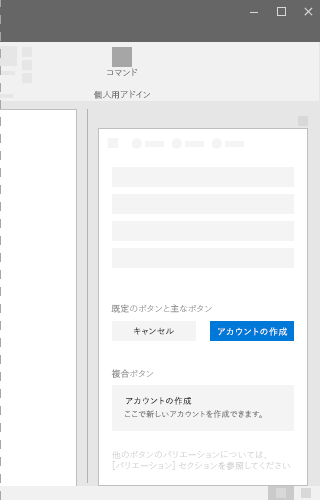 コマンド
個人用アドイン
既定のボタンと主なボタン
キャンセル
アカウントの作成
複合ボタン
アカウントの作成
ここで新しいアカウントを作成できます。
他のボタンのバリエーションについては、
[バリエーション] セクションを参照してください